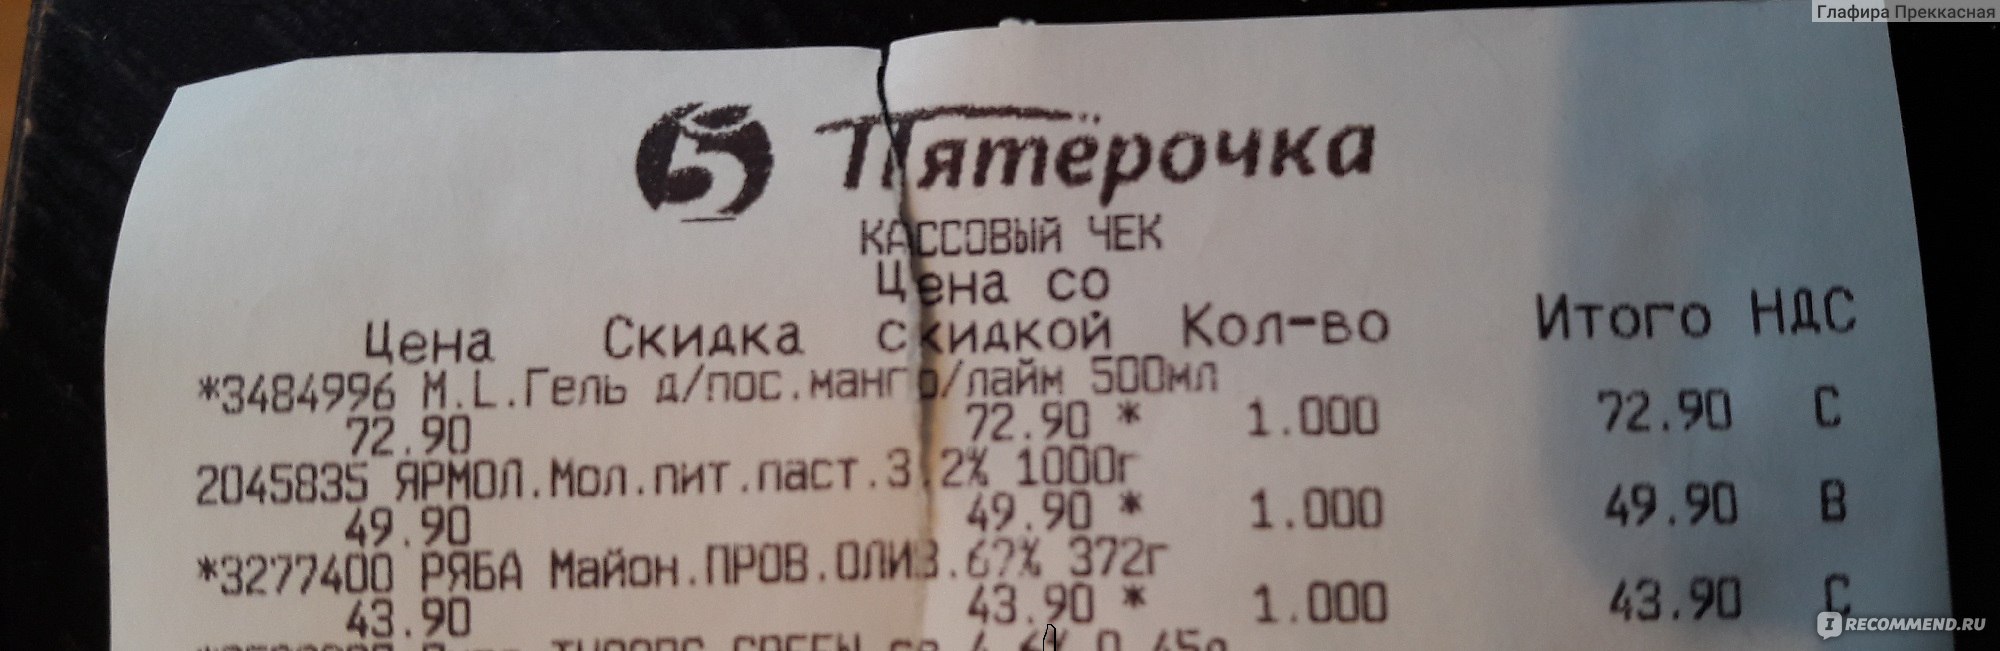 Глафира Преккасная
5 Пятёрочка
КАССОВЫЙ ЧЕК
Цена со
Цена Скидка скидкой Кол-во Итого НДС
*3484996 M.L.Гель д/пос.манго/лайм 500мл
72.90 72.90 * 1.000 72.90 С
2045835 ЯРМОЛ.Мол.пит.паст.3.2% 1000г
49.90 49.90 * 1.000 49.90 В
*3277400 РЯБА Майон.ПРОВ.ОЛИВ.67% 372г
43.90 43.90 * 1.000 43.90 С
IRECOMMEND.RU